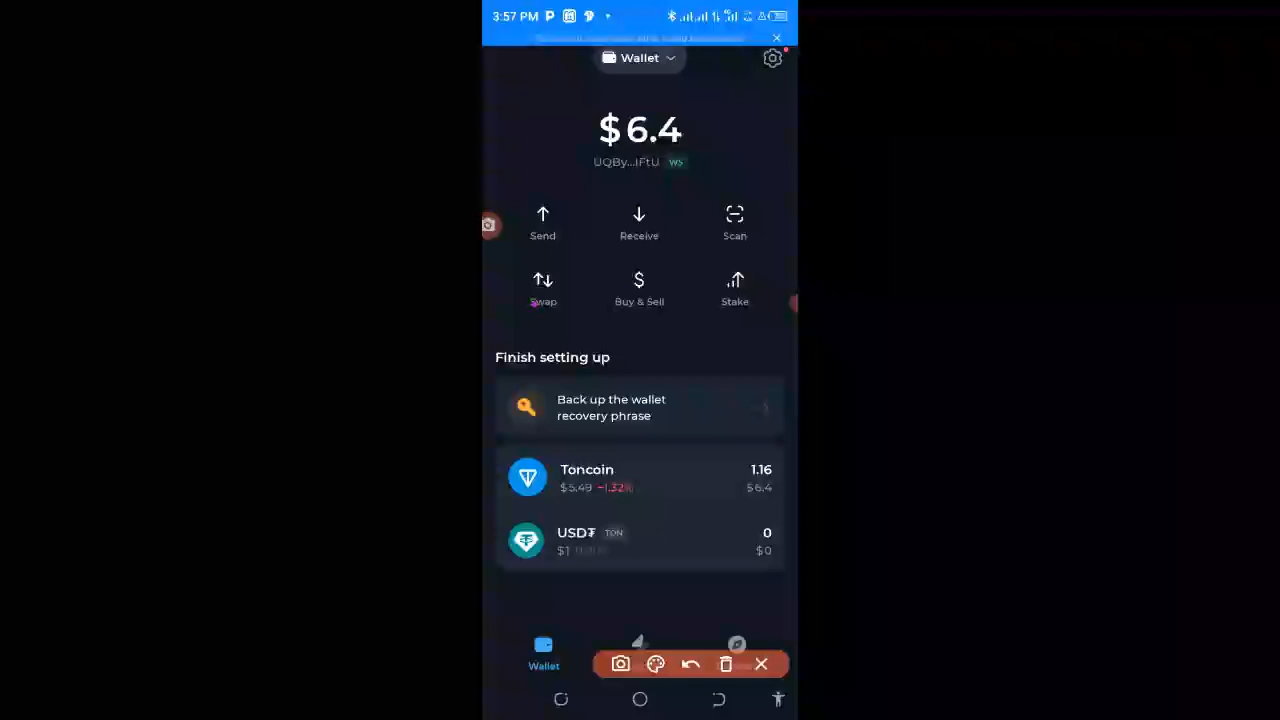 3:57 PM
Wallet
$6.4
UQBy...IFtU W5
Send Receive Scan
Swap Buy & Sell Stake
Finish setting up
Back up the wallet
recovery phrase
Toncoin 1.16
$5.49 −1.32% $6.4
USD₮ TON 0
$1 $0
Wallet